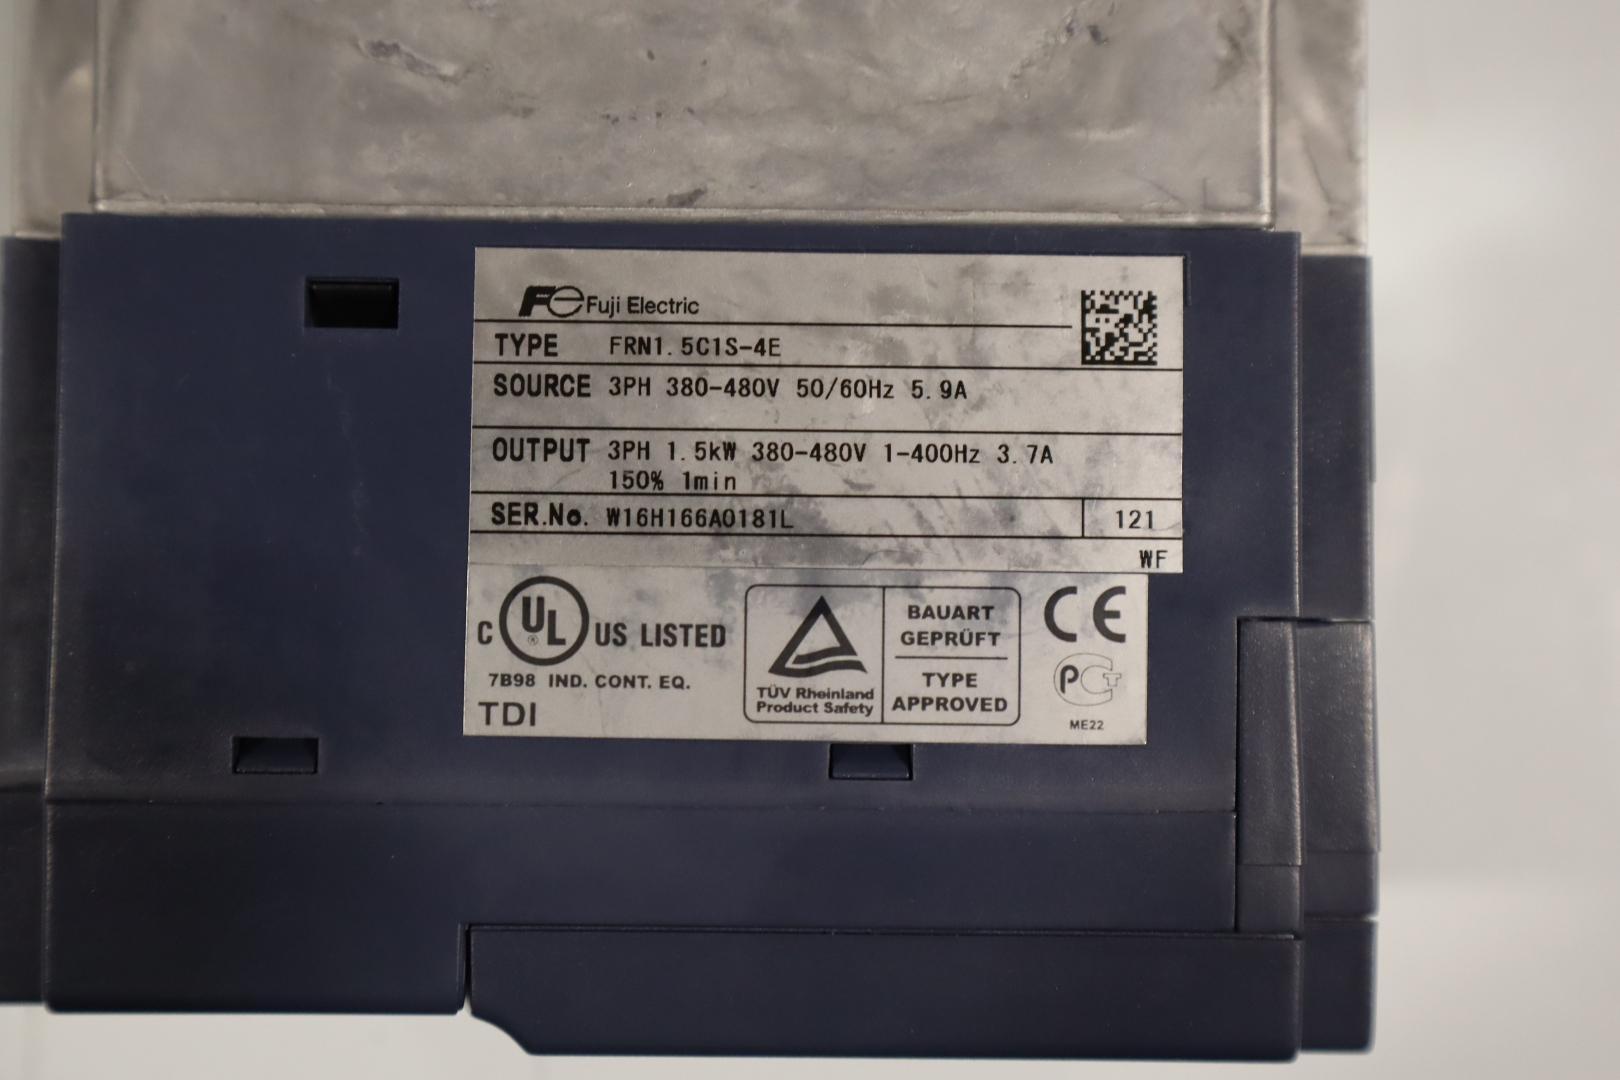 Fe Fuji Electric
TYPE FRN1.5C1S-4E
SOURCE 3PH 380-480V 50/60Hz 5.9A
OUTPUT 3PH 1.5kW 380-480V 1-400Hz 3.7A
150% 1min
SER.No. W16H166A0181L 121
WF
C UL ® US LISTED
7B98 IND. CONT. EQ.
TDI
TÜV Rheinland
Product Safety
BAUART
GEPRÜFT
TYPE
APPROVED
CE
PCT
ME22